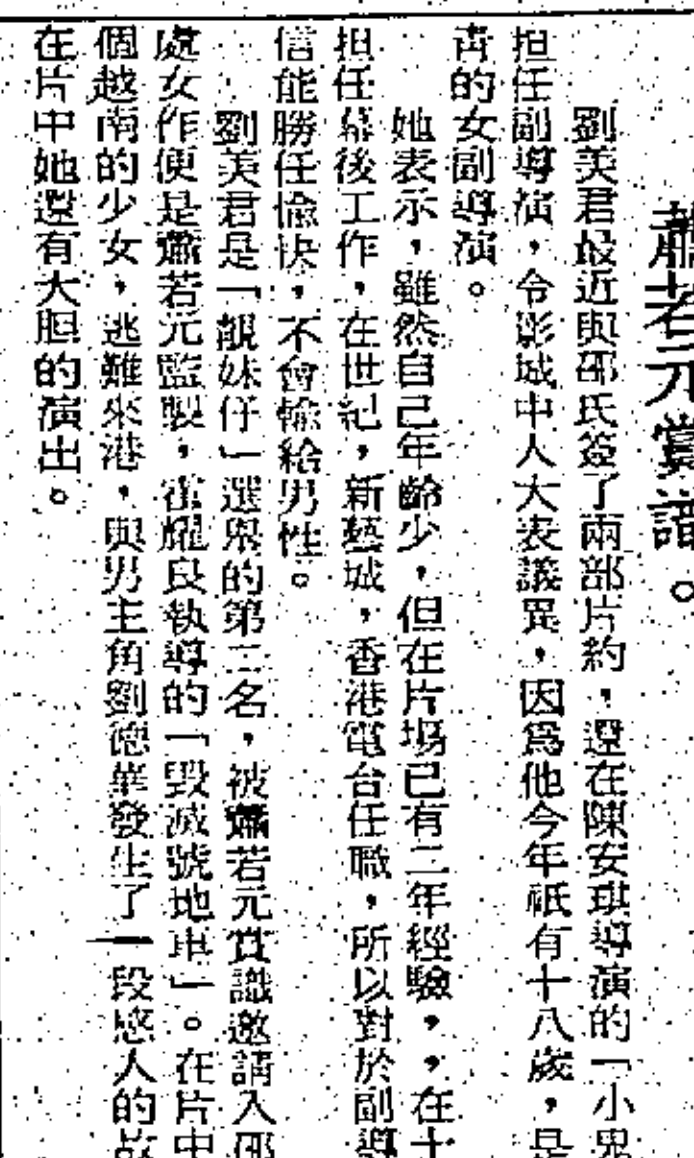 蕭若元賞識。
劉美君最近與邵氏簽了兩部片約，還在陳安琪導演的「小
担任副導演，令影城中人大表議異，因爲他今年祇有十八歲，是
青的女副導演。
她表示，雖然自己年齡少，但在片場已有二年經驗，，在十
担任幕後工作，在世紀，新藝城，香港電台任職，所以對於副導
信能勝任愉快，不會輸給男性。
劉美君是「靚妹仔」選舉的第二名，被蕭若元賞識邀請入邵
處女作便是蕭若元監製，霍耀良執導的「毀滅號地車」。在片中
個越南的少女，逃難來港，與男主角劉德華發生了一段感人的故
在片中她還有大胆的演出。